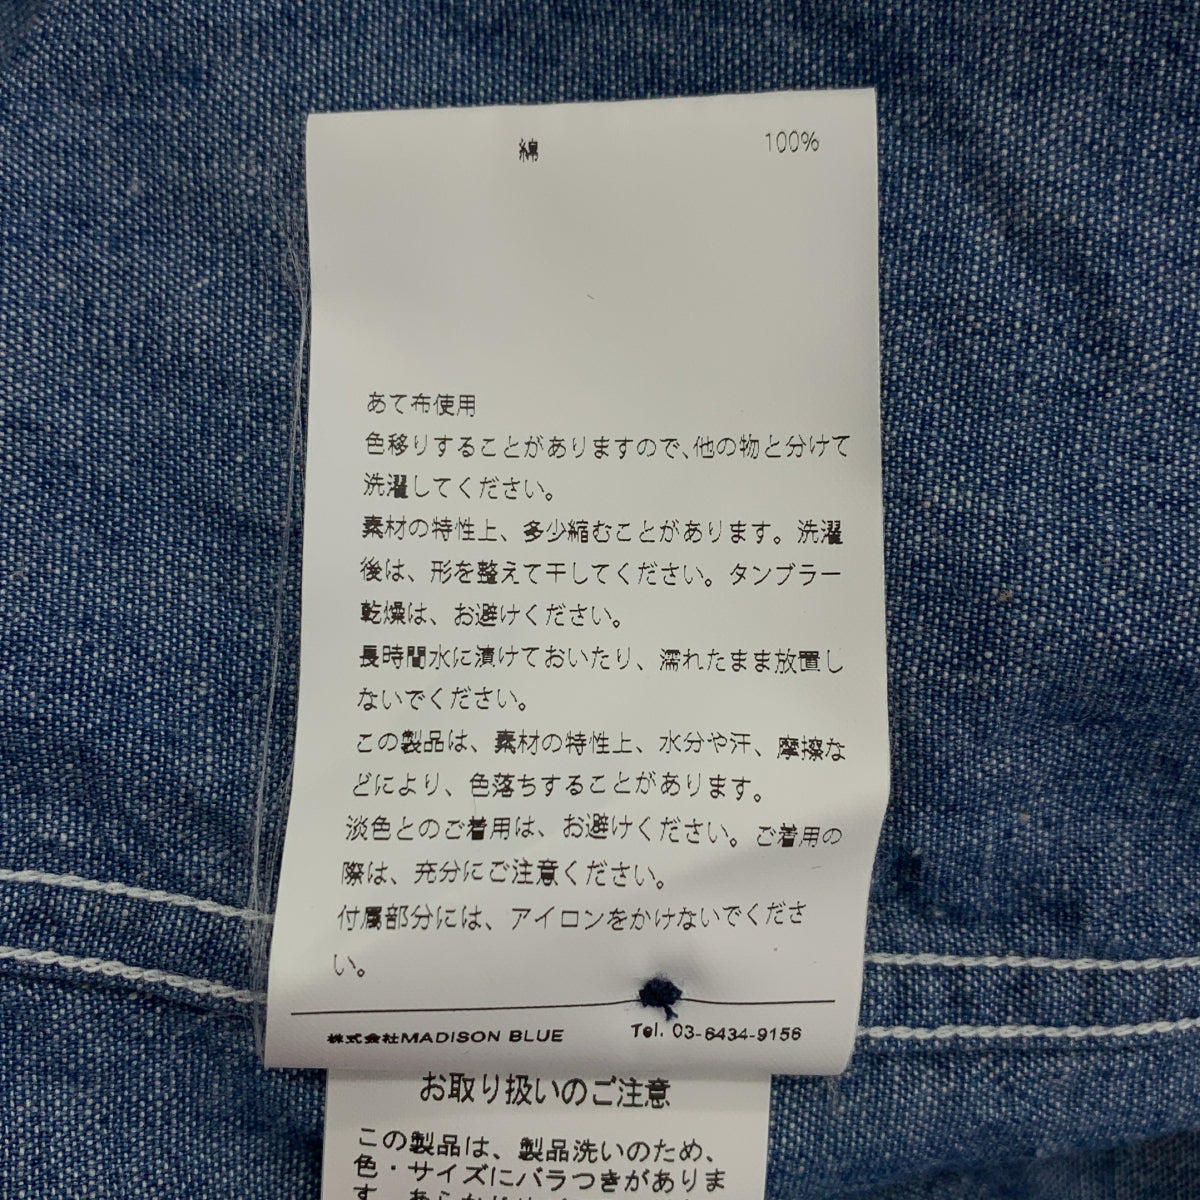 綿 100%
あて布使用
色移りすることがありますので、他の物と分けて
洗濯してください。
素材の特性上、多少縮むことがあります。洗濯
後は、形を整えて干してください。タンブラー
乾燥は、お避けください。
長時間水に漬けておいたり、濡れたまま放置し
ないでください。
この製品は、素材の特性上、水分や汗、摩擦な
どにより、色落ちすることがあります。
淡色とのご着用は、お避けください。ご着用の
際は、充分にご注意ください。
付属部分には、アイロンをかけないでくださ
い。
株式会社MADISON BLUE Tel. 03-6434-9156
お取り扱いのご注意
この製品は、製品洗いのため、
色・サイズにバラつきがありま
す。あらかじめ